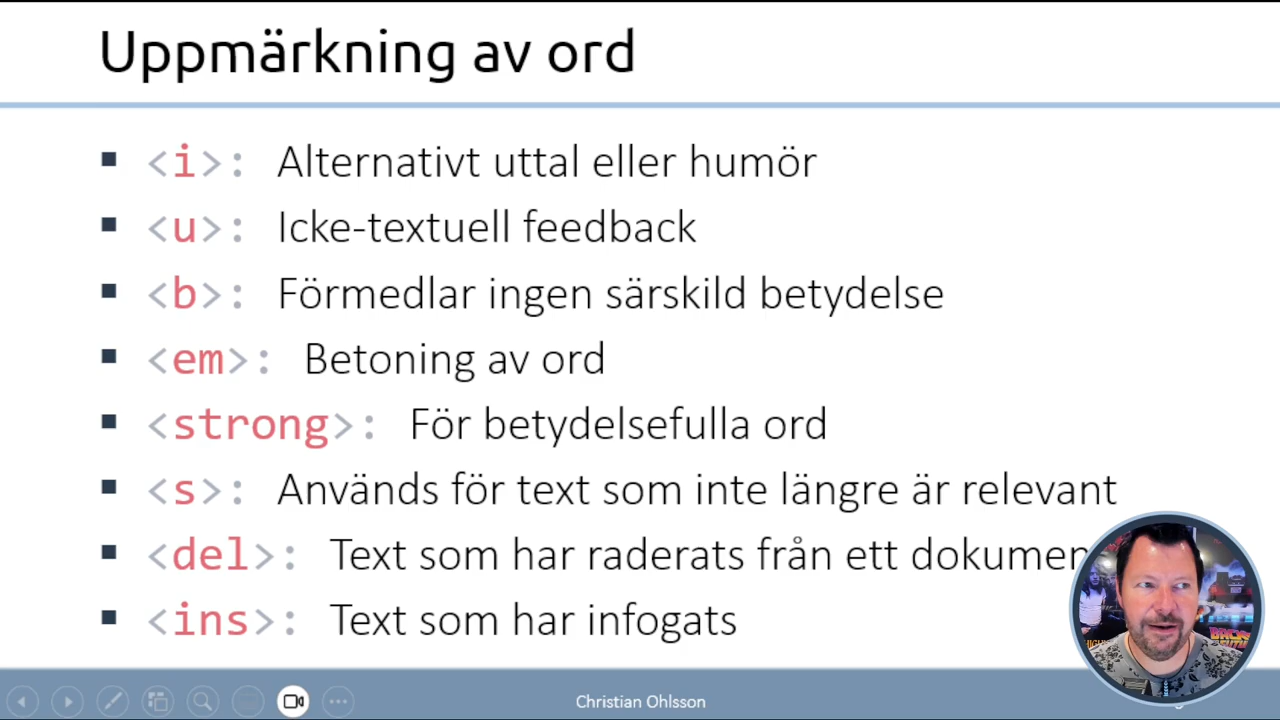 Uppmärkning av ord
<i>: Alternativt uttal eller humör
<u>: Icke-textuell feedback
<b>: Förmedlar ingen särskild betydelse
<em>: Betoning av ord
<strong>: För betydelsefulla ord
<s>: Används för text som inte längre är relevant
<del>: Text som har raderats från ett dokumen
<ins>: Text som har infogats
BACK
Christian Ohlsson